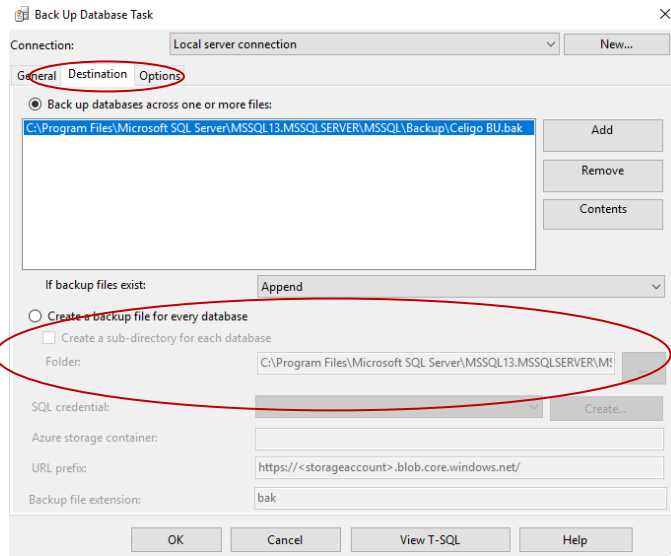 Back Up Database Task
Connection:
Local server connection
New...
General
Destination
Options
Back up databases across one or more files:
C:\Program Files\Microsoft SQL Server\MSSQL13.MSSQLSERVER\MSSQL\Backup\Celigo BU.bak
Add
Remove
Contents
If backup files exist:
Append
Create a backup file for every database
Create a sub-directory for each database
Folder:
C:\Program Files\Microsoft SQL Server\MSSQL13.MSSQLSERVER\MS
...
SQL credential:
Create...
Azure storage container:
URL prefix:
https://<storageaccount>.blob.core.windows.net/
Backup file extension:
bak
OK
Cancel
View T-SQL
Help